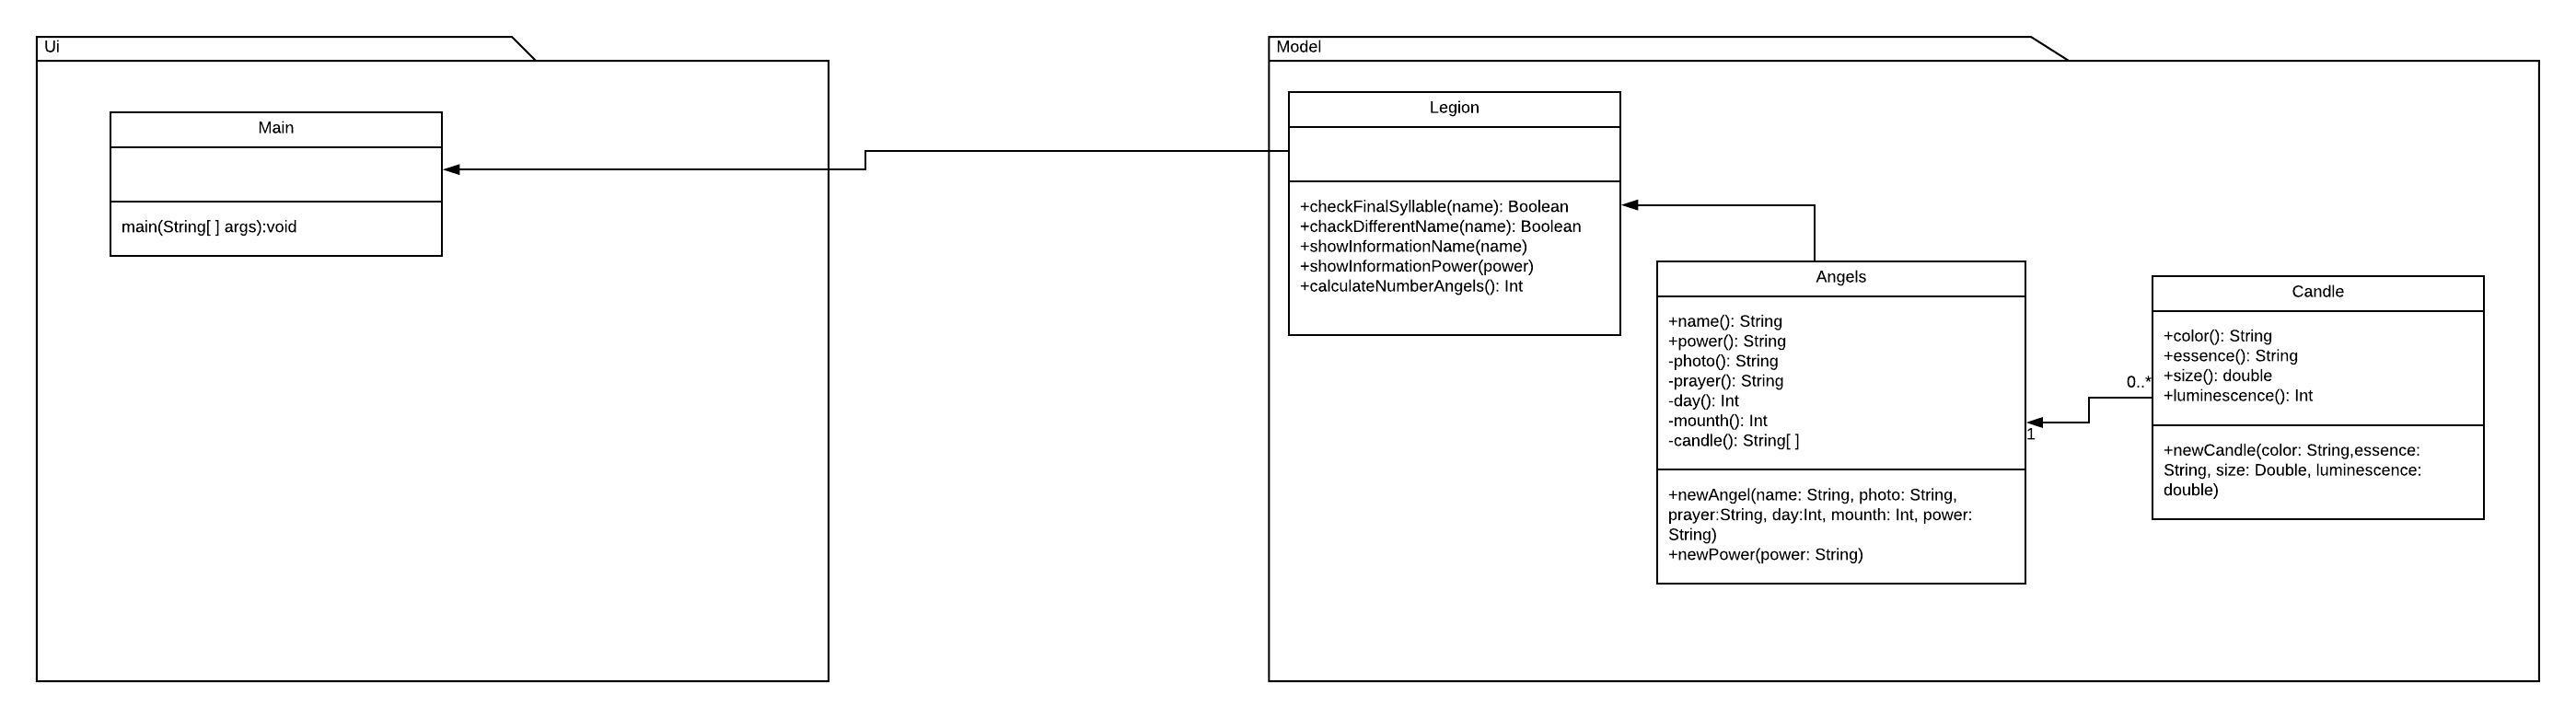 Ui
Main
main(String[ ] args):void
Model
Legion
+checkFinalSyllable(name): Boolean
+chackDifferentName(name): Boolean
+showInformationName(name)
+showInformationPower(power)
+calculateNumberAngels(): Int
Angels
+name(): String
+power(): String
-photo(): String
-prayer(): String
-day(): Int
-mounth(): Int
-candle(): String[ ]
+newAngel(name: String, photo: String,
prayer:String, day:Int, mounth: Int, power:
String)
+newPower(power: String)
1
0..*
Candle
+color(): String
+essence(): String
+size(): double
+luminescence(): Int
+newCandle(color: String,essence:
String, size: Double, luminescence:
double)